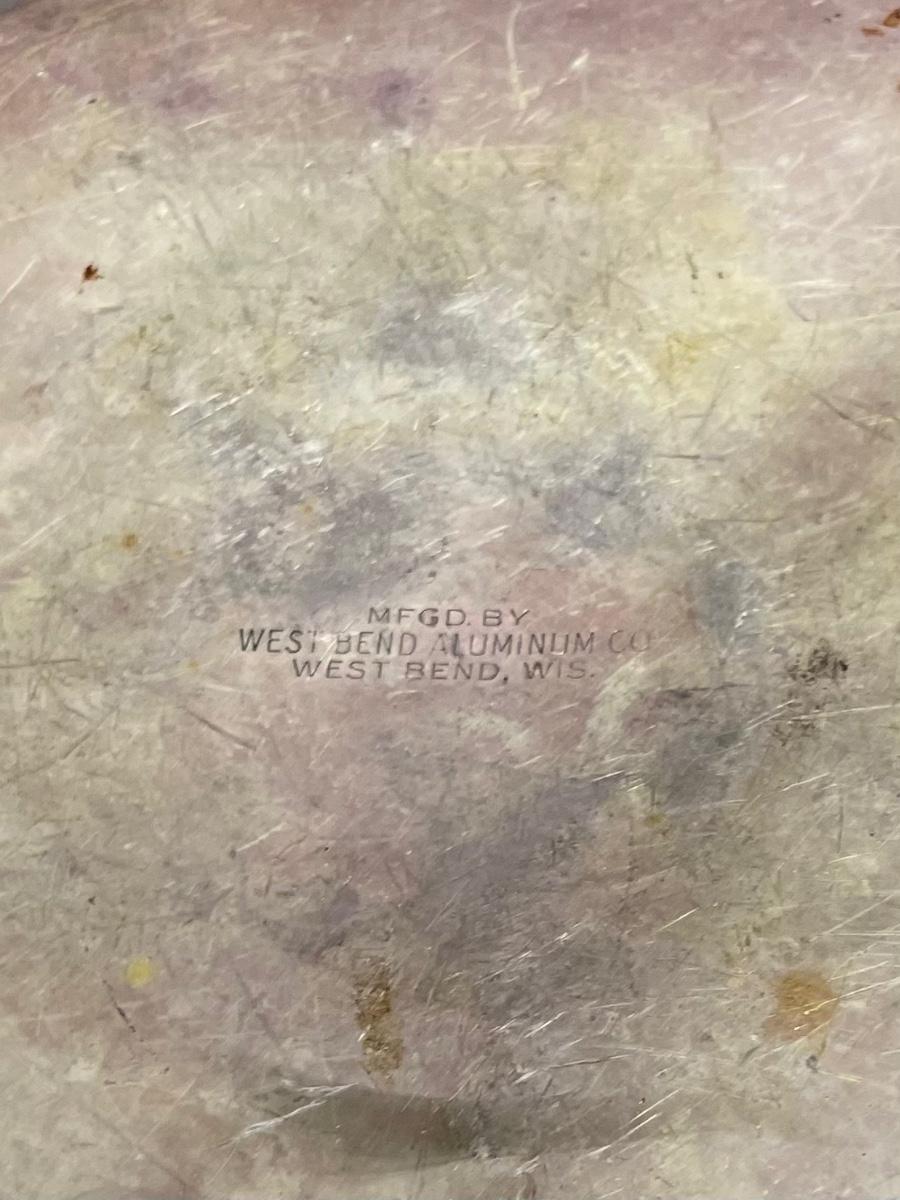 MFGD. BY
WEST BEND ALUMINUM CO
WEST BEND, WIS.